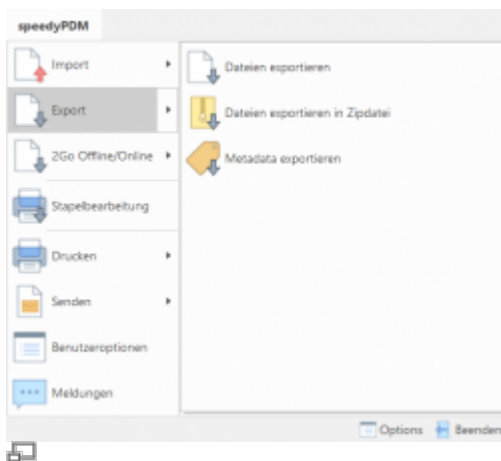 speedyPDM
Import
Export
2Go Offline/Online
Stapelbearbeitung
Drucken
Senden
Benutzeroptionen
Meldungen
Dateien exportieren
Dateien exportieren in Zipdatei
Metadata exportieren
Options Beenden